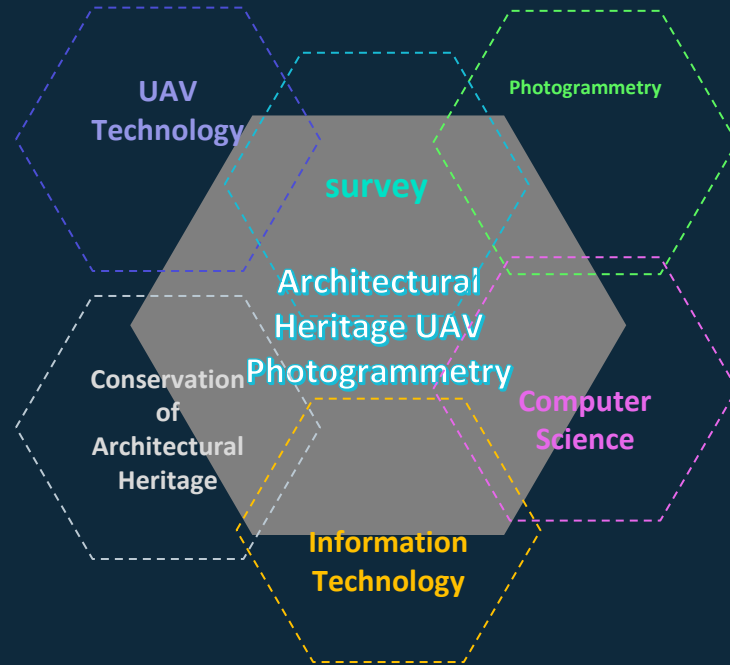 UAV
Technology
Photogrammetry
survey
Architectural
Heritage UAV
Photogrammetry
Conservation
of
Architectural
Heritage
Computer
Science
Information
Technology